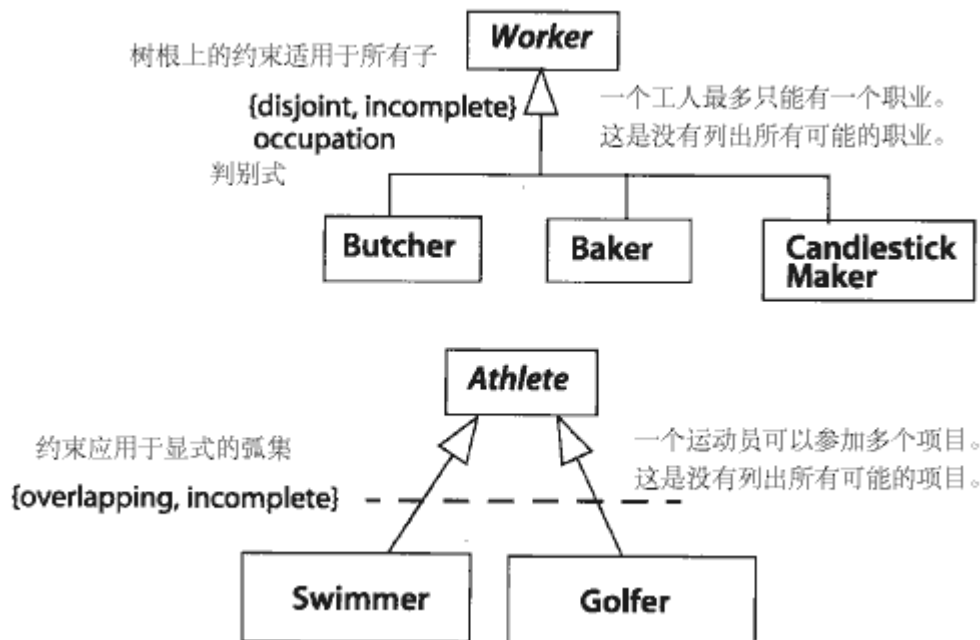 Worker
树根上的约束适用于所有子
{disjoint, incomplete}
occupation
判别式
一个工人最多只能有一个职业。
这是没有列出所有可能的职业。
Butcher
Baker
Candlestick
Maker
Athlete
约束应用于显式的弧集
{overlapping, incomplete}
一个运动员可以参加多个项目。
这是没有列出所有可能的项目。
Swimmer
Golfer